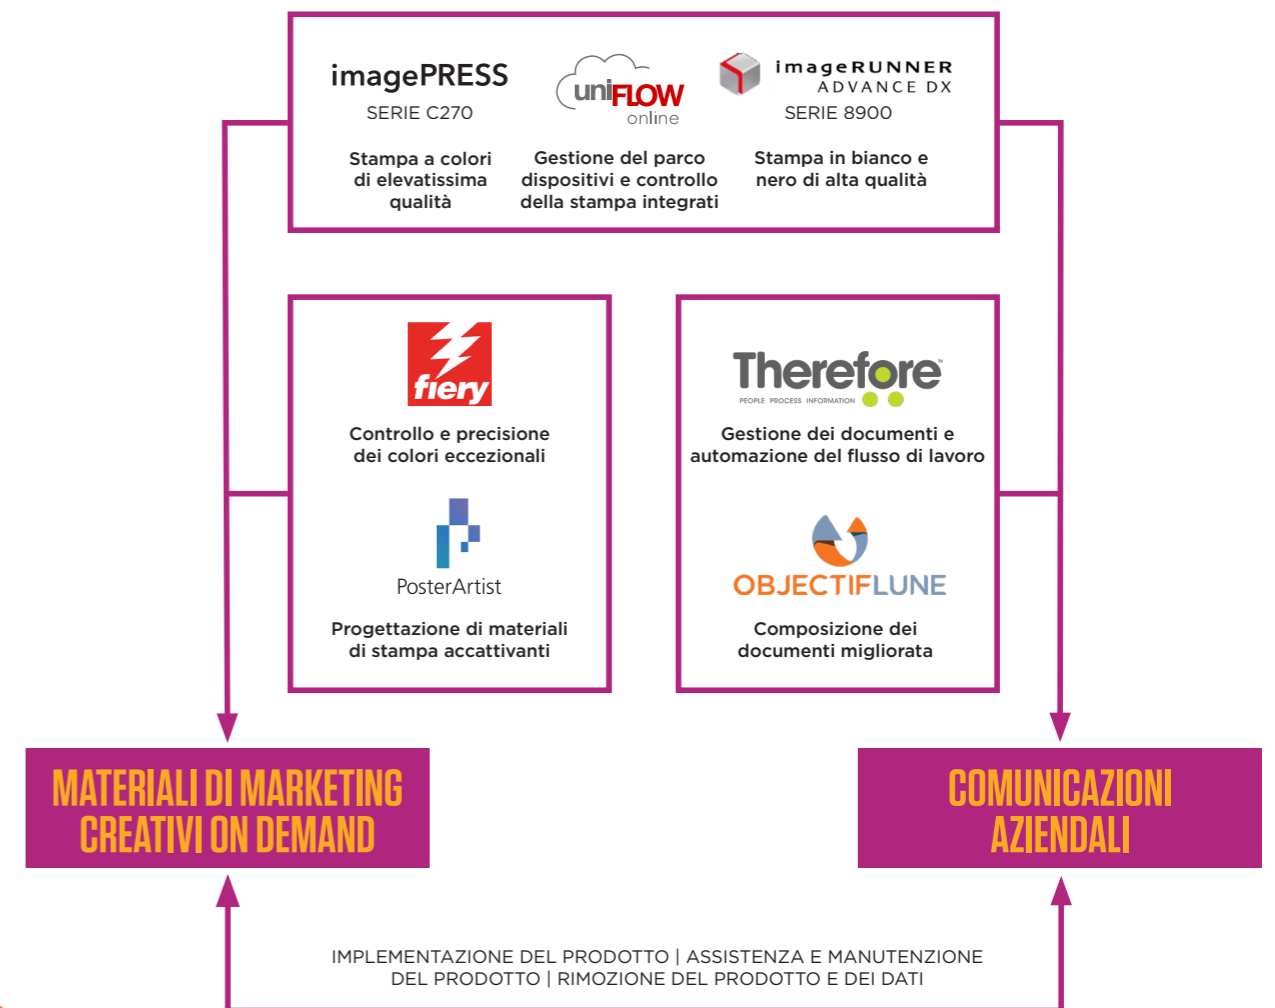 imagePRESS
SERIE C270
Stampa a colori
di elevatissima
qualità
uniFLOW
online
Gestione del parco
dispositivi e controllo
della stampa integrati
imageRUNNER
ADVANCE DX
SERIE 8900
Stampa in bianco e
nero di alta qualità
fiery
Controllo e precisione
dei colori eccezionali
PosterArtist
Progettazione di materiali
di stampa accattivanti
Therefore™
PEOPLE PROCESS INFORMATION
Gestione dei documenti e
automazione del flusso di lavoro
OBJECTIFLUNE
Composizione dei
documenti migliorata
MATERIALI DI MARKETING
CREATIVI ON DEMAND
COMUNICAZIONI
AZIENDALI
IMPLEMENTAZIONE DEL PRODOTTO | ASSISTENZA E MANUTENZIONE
DEL PRODOTTO | RIMOZIONE DEL PRODOTTO E DEI DATI